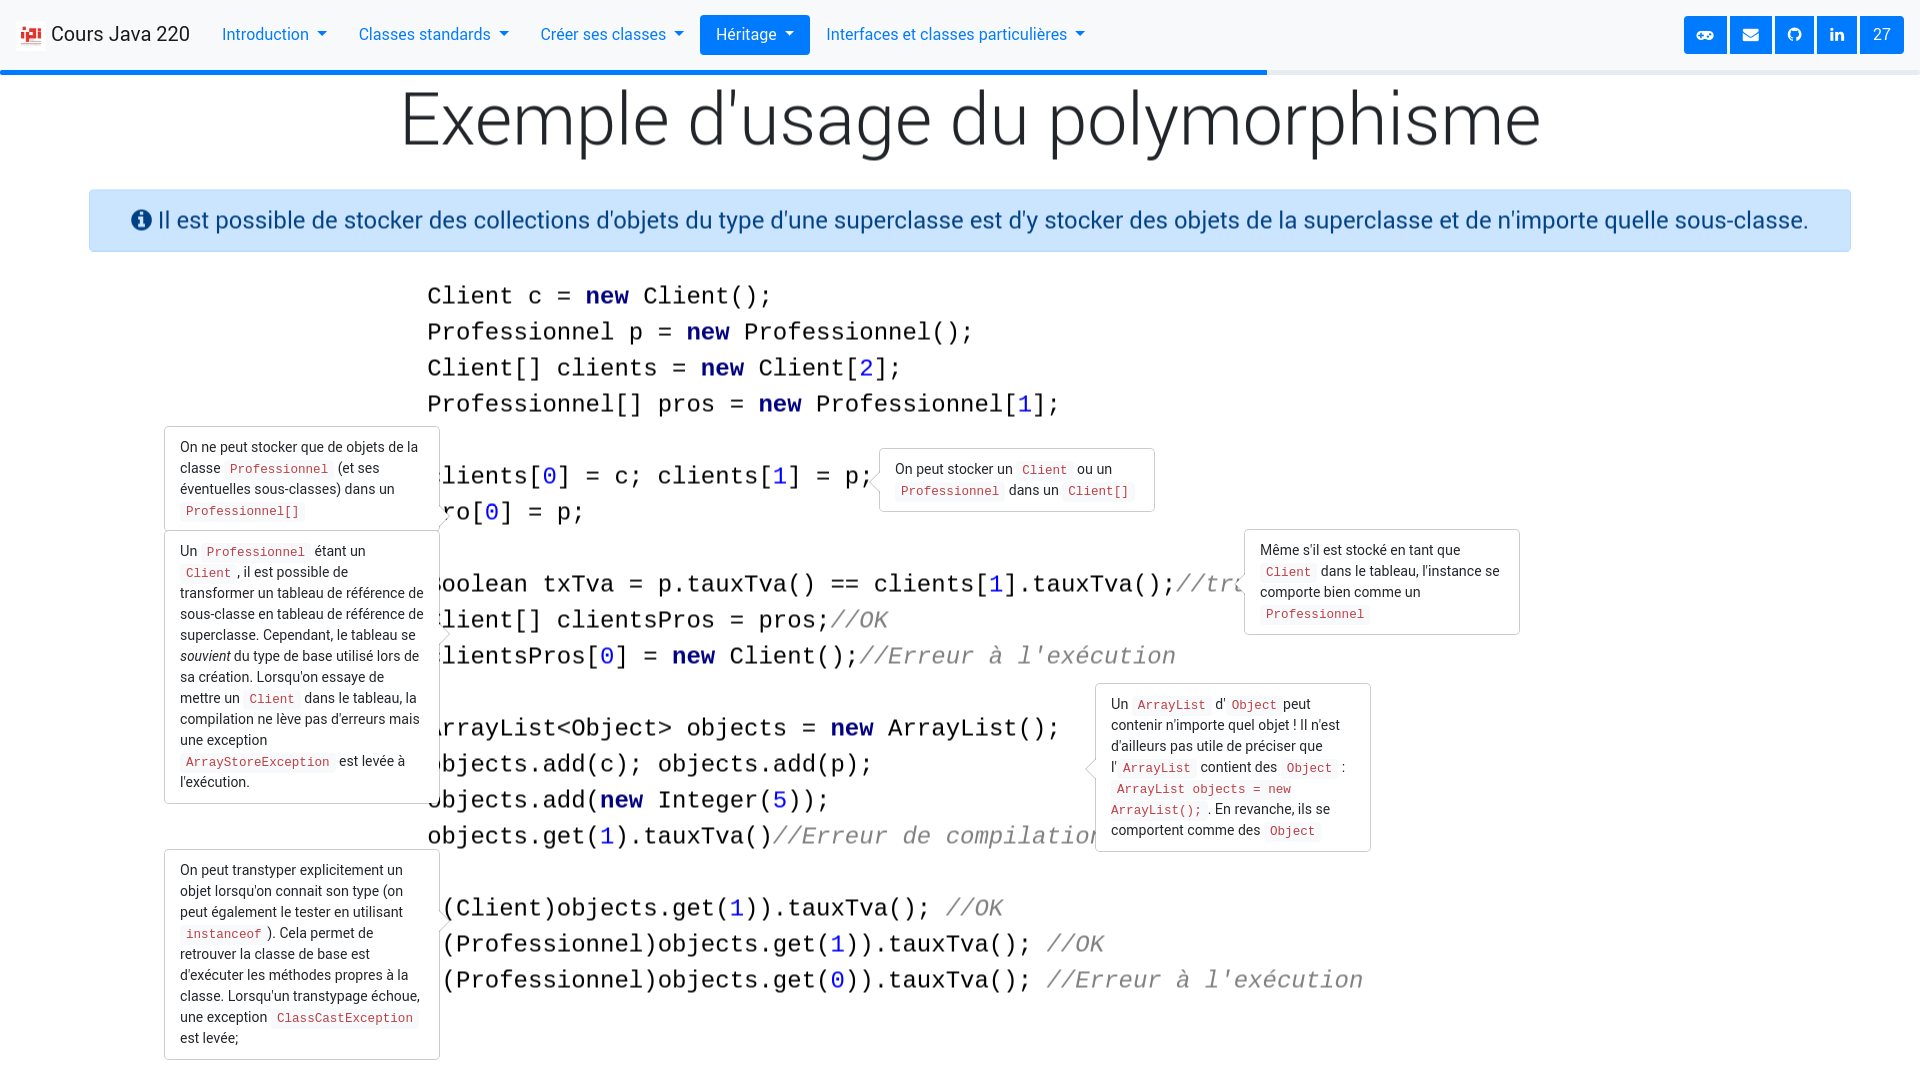 ipi Cours Java 220 Introduction Classes standards Créer ses classes Héritage Interfaces et classes particulières 27
Exemple d'usage du polymorphisme
Il est possible de stocker des collections d'objets du type d'une superclasse est d'y stocker des objets de la superclasse et de n'importe quelle sous-classe.
Client c = new Client();
Professionnel p = new Professionnel();
Client[] clients = new Client[2];
Professionnel[] pros = new Professionnel[1];
lients[0] = c; clients[1] = p;
ro[0] = p;
oolean txTva = p.tauxTva() == clients[1].tauxTva();//tr
lient[] clientsPros = pros;//OK
lientsPros[0] = new Client();//Erreur à l'exécution
rrayList<Object> objects = new ArrayList();
bjects.add(c); objects.add(p);
objects.add(new Integer(5));
objects.get(1).tauxTva()//Erreur de compilation
(Client)objects.get(1)).tauxTva(); //OK
(Professionnel)objects.get(1)).tauxTva(); //OK
(Professionnel)objects.get(0)).tauxTva(); //Erreur à l'exécution
On ne peut stocker que de objets de la
classe Professionnel (et ses
éventuelles sous-classes) dans un
Professionnel[]
On peut stocker un Client ou un
Professionnel dans un Client[]
Un Professionnel étant un
Client , il est possible de
transformer un tableau de référence de
sous-classe en tableau de référence de
superclasse. Cependant, le tableau se
souvient du type de base utilisé lors de
sa création. Lorsqu'on essaye de
mettre un Client dans le tableau, la
compilation ne lève pas d'erreurs mais
une exception
ArrayStoreException est levée à
l'exécution.
Même s'il est stocké en tant que
Client dans le tableau, l'instance se
comporte bien comme un
Professionnel
Un ArrayList d' Object peut
contenir n'importe quel objet ! Il n'est
d'ailleurs pas utile de préciser que
l' ArrayList contient des Object :
ArrayList objects = new
ArrayList(); . En revanche, ils se
comportent comme des Object
On peut transtyper explicitement un
objet lorsqu'on connait son type (on
peut également le tester en utilisant
instanceof ). Cela permet de
retrouver la classe de base est
d'exécuter les méthodes propres à la
classe. Lorsqu'un transtypage échoue,
une exception ClassCastException
est levée;